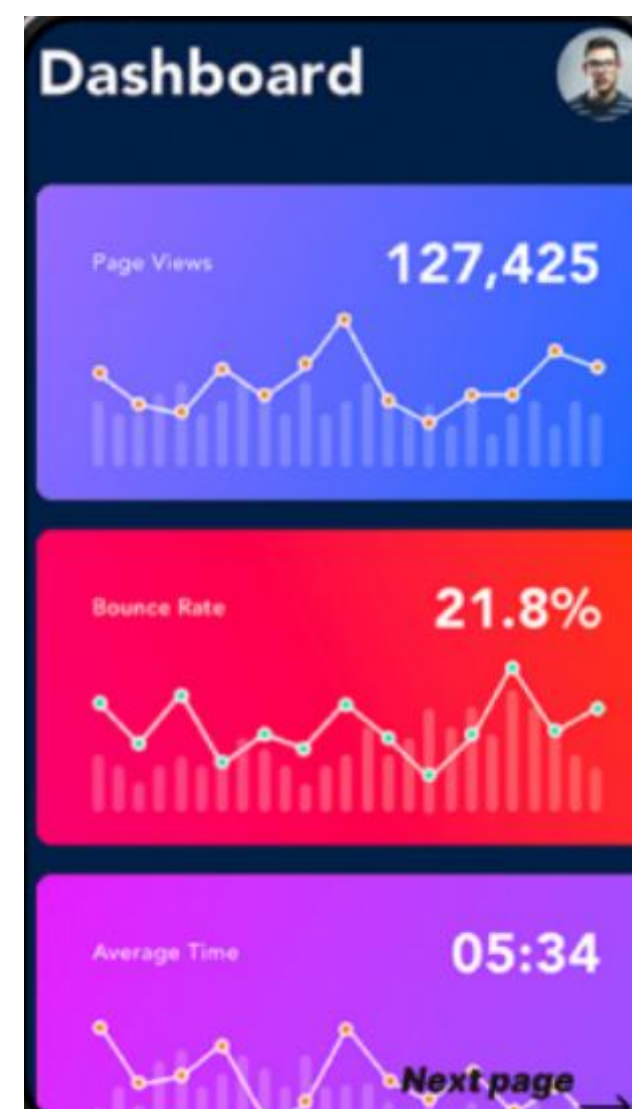 Dashboard
Page Views 127,425
Bounce Rate 21.8%
Average Time 05:34
Next page